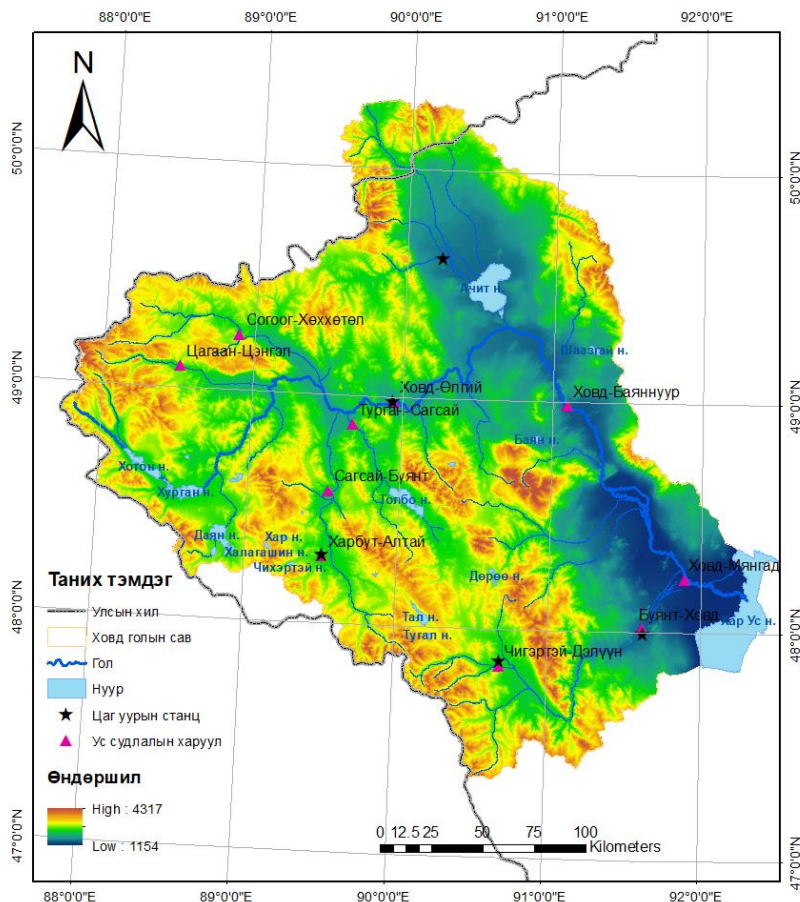 88°0'0"E 89°0'0"E 90°0'0"E 91°0'0"E 92°0'0"E
N
50°0'0"N
50°0'0"N
Ачит н.
Согоог-Хөххөтөл
Цагаан-Цэнгэл
Шаазгай н.
49°0'0"N
49°0'0"N
Ховд-Өлгий
Ховд-Баяннуур
Турган-Сагсай
Баян н.
Хотон н.
Сагсай-Буянт
Хурган н.
Толбо н.
Даян н.
Хар н.
Харбут-Алтай
Халагашин н.
Чихэртэй н.
Ховд-Мянгад
Дөрөө н.
48°0'0"N
48°0'0"N
Тал н.
Буянт-Ховд
Хар Ус н.
Тугал н.
Чигэртэй-Дэлүүн
Таних тэмдэг
Улсын хил
Ховд голын сав
Гол
Нуур
Цаг уурын станц
Ус судлалын харуул
Өндөршил
High : 4317
Low : 1154
0 12.5 25 50 75 100
Kilometers
47°0'0"N
47°0'0"N
88°0'0"E 89°0'0"E 90°0'0"E 91°0'0"E 92°0'0"E